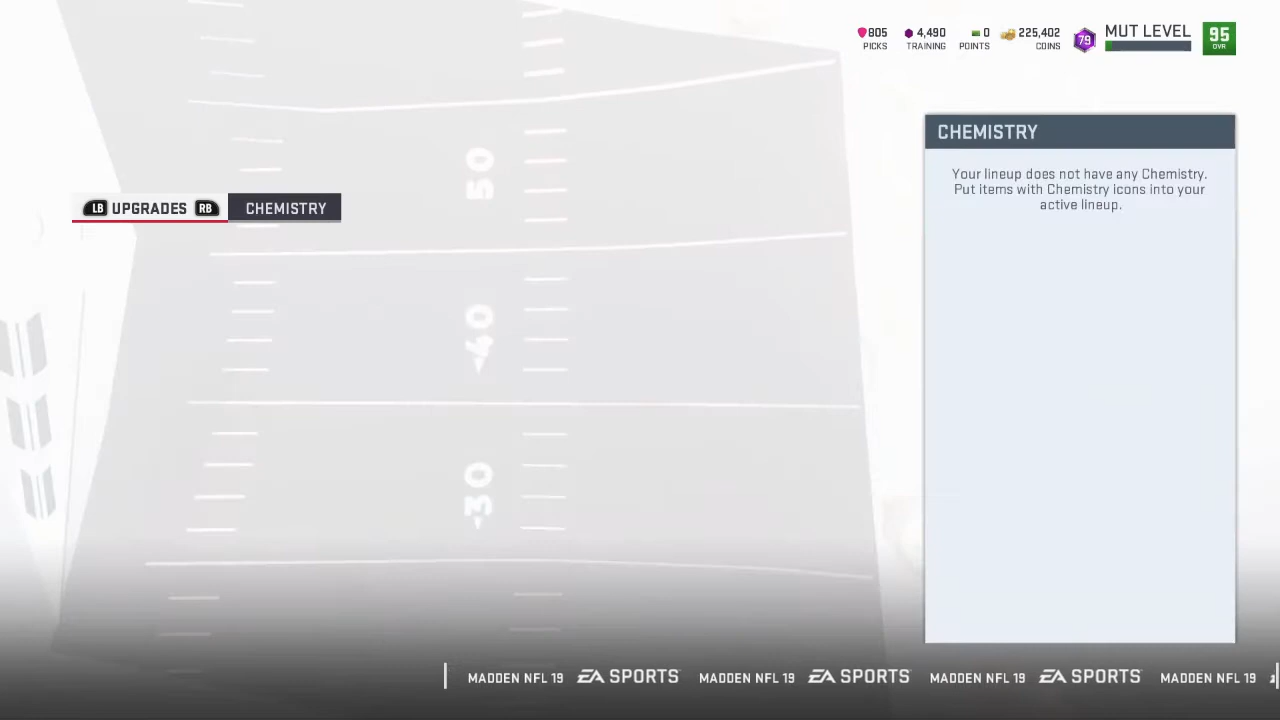 805 PICKS
4,490 TRAINING
0 POINTS
225,402 COINS
79
MUT LEVEL
95 OVR
CHEMISTRY
Your lineup does not have any Chemistry.
Put items with Chemistry icons into your
active lineup.
LB UPGRADES RB CHEMISTRY
50
40
30
MADDEN NFL 19 EA SPORTS MADDEN NFL 19 EA SPORTS MADDEN NFL 19 EA SPORTS MADDEN NFL 19